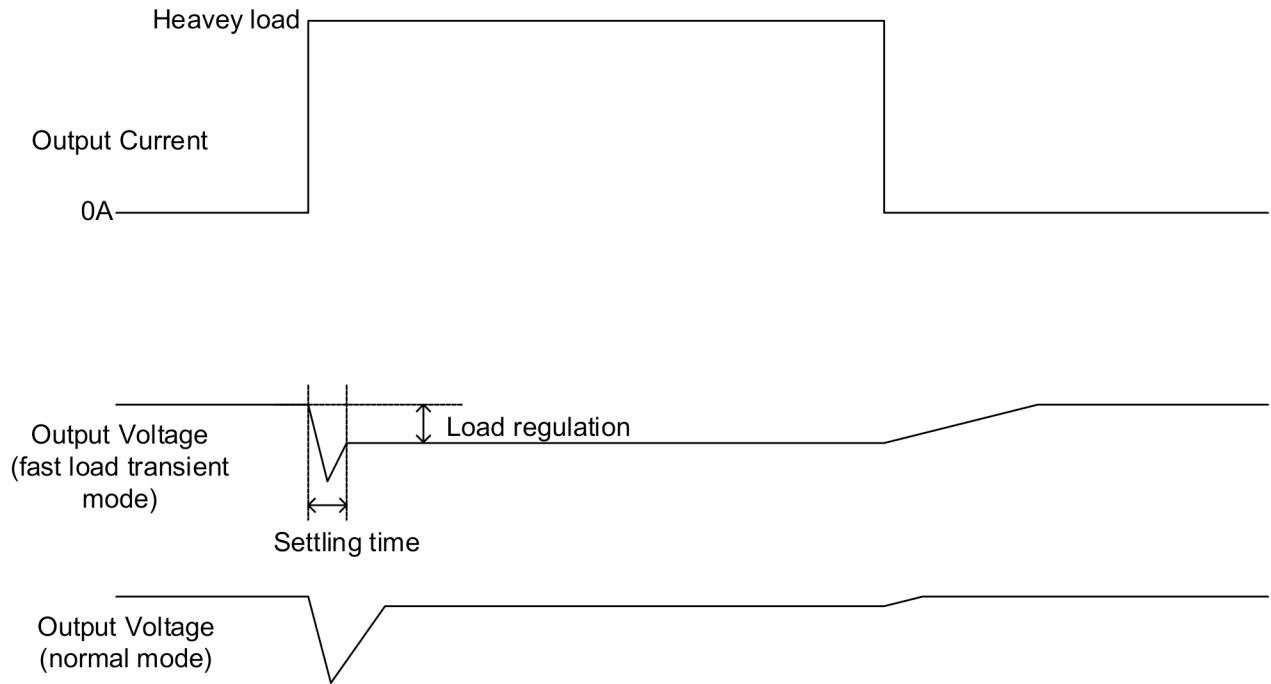 Heavey load
Output Current
0A
Output Voltage
(fast load transient
mode)
Load regulation
Settling time
Output Voltage
(normal mode)